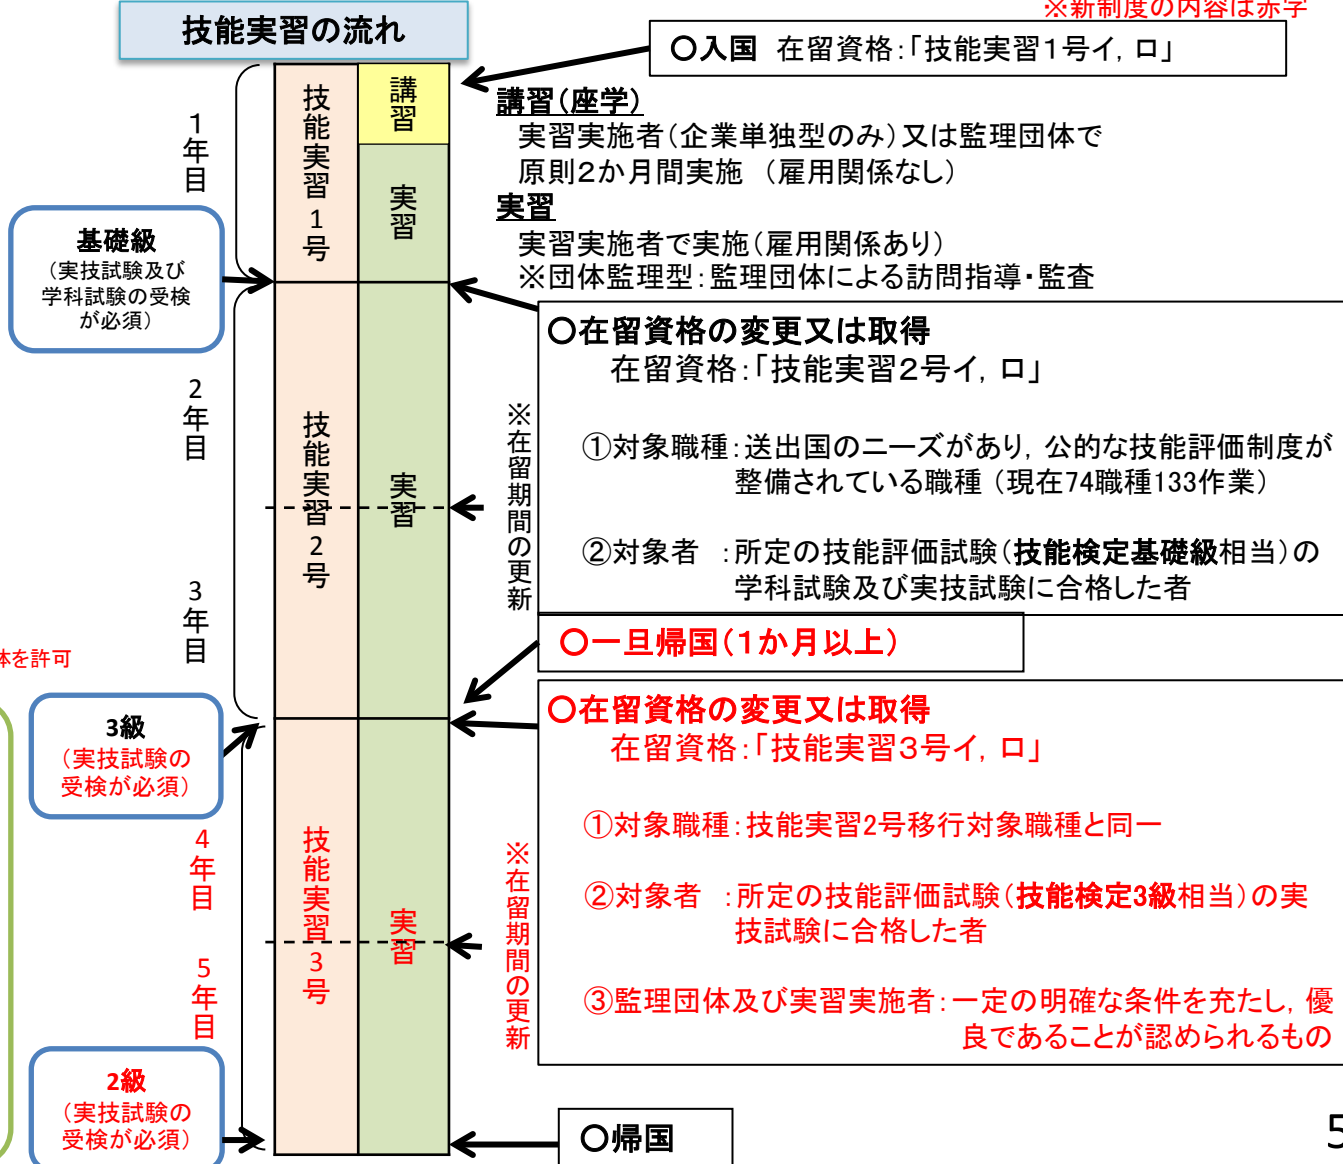 ※新制度の内容は赤字
技能実習の流れ
○入国 在留資格:「技能実習1号イ, ロ」
1年目
技能実習1号
講習
実習
講習(座学)
実習実施者(企業単独型のみ)又は監理団体で
原則2か月間実施 (雇用関係なし)
実習
実習実施者で実施(雇用関係あり)
※団体監理型:監理団体による訪問指導・監査
基礎級
(実技試験及び
学科試験の受検
が必須)
○在留資格の変更又は取得
在留資格:「技能実習2号イ, ロ」
①対象職種:送出国のニーズがあり, 公的な技能評価制度が
整備されている職種 (現在74職種133作業)
②対象者 :所定の技能評価試験(技能検定基礎級相当)の
学科試験及び実技試験に合格した者
2年目
3年目
技能実習2号
実習
※在留期間の更新
○一旦帰国(1か月以上)
体を許可
3級
(実技試験の
受検が必須)
○在留資格の変更又は取得
在留資格:「技能実習3号イ, ロ」
①対象職種:技能実習2号移行対象職種と同一
②対象者 :所定の技能評価試験(技能検定3級相当)の実
技試験に合格した者
③監理団体及び実習実施者:一定の明確な条件を充たし, 優
良であることが認められるもの
4年目
5年目
技能実習3号
実習
※在留期間の更新
2級
(実技試験の
受検が必須)
○帰国
5